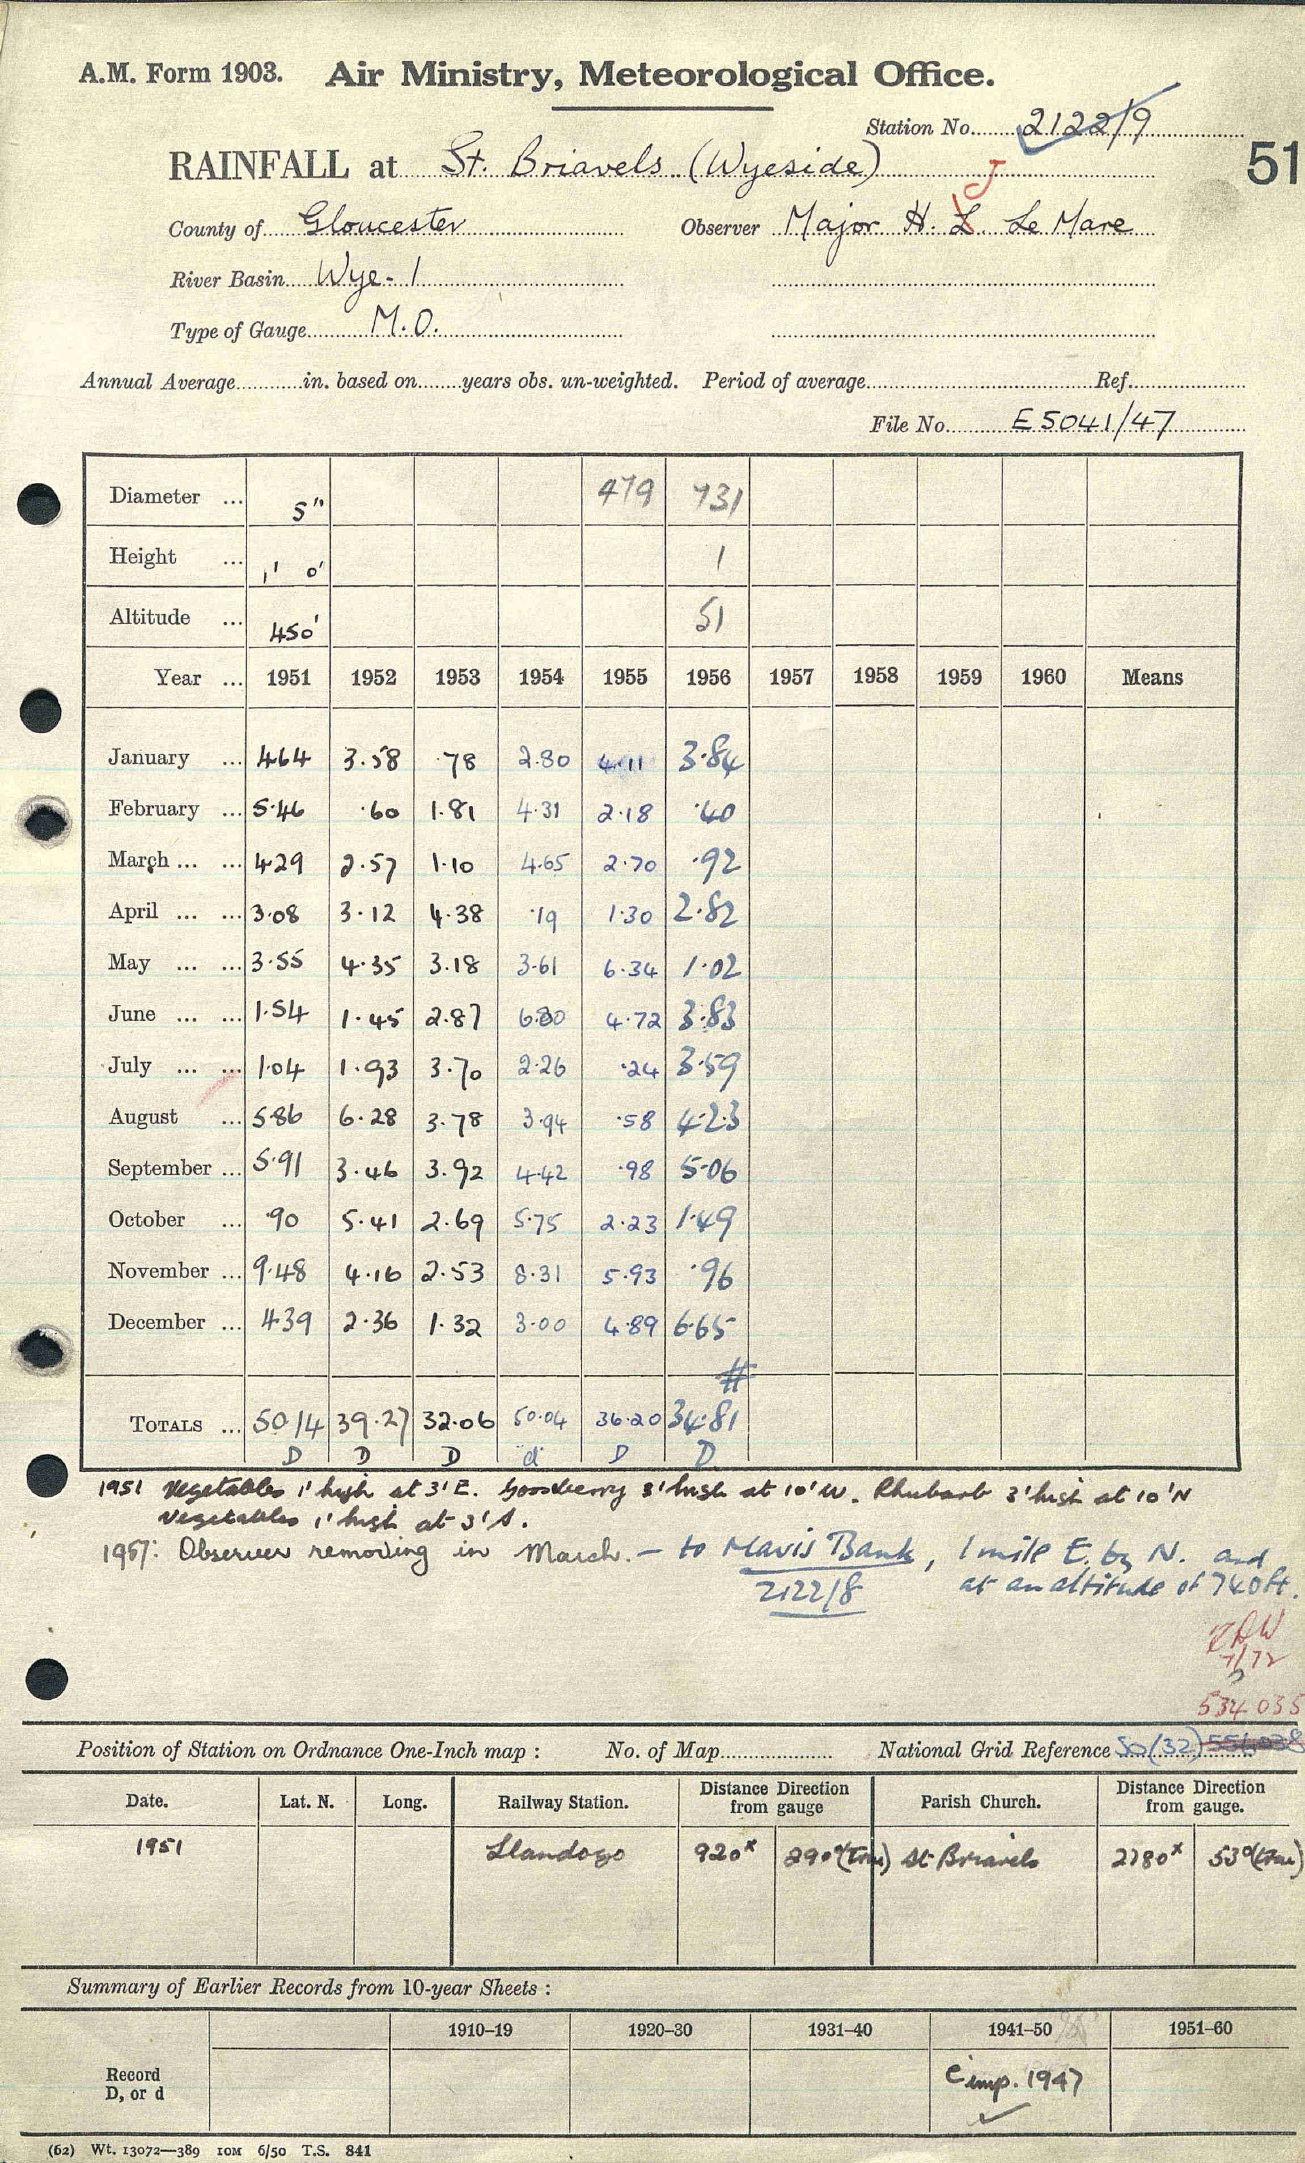 A.M. Form 1903. Air Ministry, Meteorological Office.
Station No. 2122/9
51
RAINFALL at St. Briavels (Wyeside)
J
County of Gloucester Observer Major H. L. Le Mare
River Basin Wye-1
Type of Gauge M.O.
Annual Average in. based on years obs. un-weighted. Period of average Ref.
File No. E5041/47
Diameter ... 5" 479 731
Height ... 1' 0' 1
Altitude ... 450' 51
Year ... 1951 1952 1953 1954 1955 1956 1957 1958 1959 1960 Means
January ... 4.64 3.58 .78 2.80 4.11 3.84
February ... 5.46 .60 1.81 4.31 2.18 .40
March ... ... 4.29 2.57 1.10 4.65 2.70 .92
April ... ... 3.08 3.12 4.38 .19 1.30 2.82
May ... ... 3.55 4.35 3.18 3.61 6.34 1.02
June ... ... 1.54 1.45 2.87 6.80 4.72 3.83
July ... ... 1.04 1.93 3.70 2.26 .24 3.59
August ... 5.86 6.28 3.78 3.94 .58 4.23
September ... 5.91 3.46 3.92 4.42 .98 5.06
October ... .90 5.41 2.69 5.75 2.23 1.49
November ... 9.48 4.16 2.53 8.31 5.93 .96
December ... 4.39 2.36 1.32 3.00 4.89 6.65
#
TOTALS ... 50.14 39.27 32.06 50.04 36.20 34.81
D D D d D D
1951 Vegetables 1' high at 3'E. Gooseberry 3' high at 10'W. Rhubarb 3' high at 10'N
Vegetables 1' high at 3'S.
1957: Observer removing in March. — to Mavis Bank, 1 mile E. by N. and
2122/8 at an altitude of 740ft.
7/72
534 035
Position of Station on Ordnance One-Inch map : No. of Map National Grid Reference SO(32) 554038
Date. Lat. N. Long. Railway Station. Distance Direction from gauge Parish Church. Distance Direction from gauge.
1951 Llandogo 920x 290°(true) St Briavels 2780x 53°(true)
Summary of Earlier Records from 10-year Sheets :
1910–19 1920–30 1931–40 1941–50 1951–60
Record
D, or d imp. 1947
(62) Wt. 13072—389 10M 6/50 T.S. 841